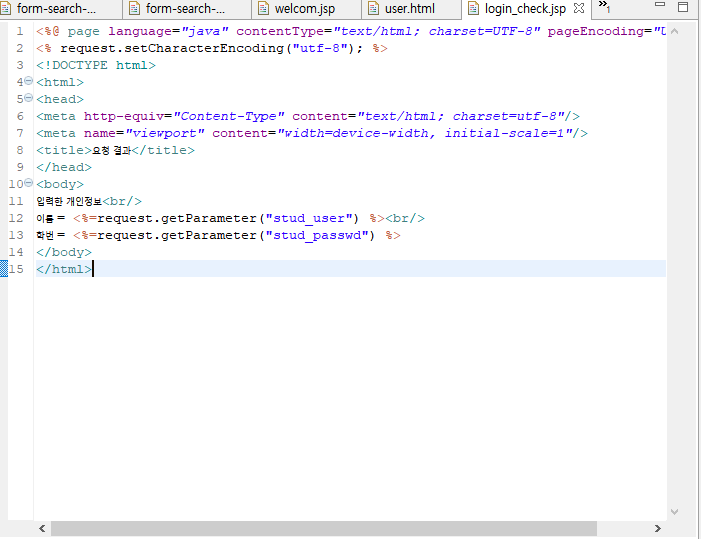 form-search-... form-search-... welcom.jsp user.html login_check.jsp 1
1 <%@ page language="java" contentType="text/html; charset=UTF-8" pageEncoding="U
2 <% request.setCharacterEncoding("utf-8"); %>
3 <!DOCTYPE html>
4 <html>
5 <head>
6 <meta http-equiv="Content-Type" content="text/html; charset=utf-8"/>
7 <meta name="viewport" content="width=device-width, initial-scale=1"/>
8 <title>요청 결과</title>
9 </head>
10 <body>
11 입력한 개인정보<br/>
12 이름 = <%=request.getParameter("stud_user") %><br/>
13 학번 = <%=request.getParameter("stud_passwd") %>
14 </body>
15 </html>